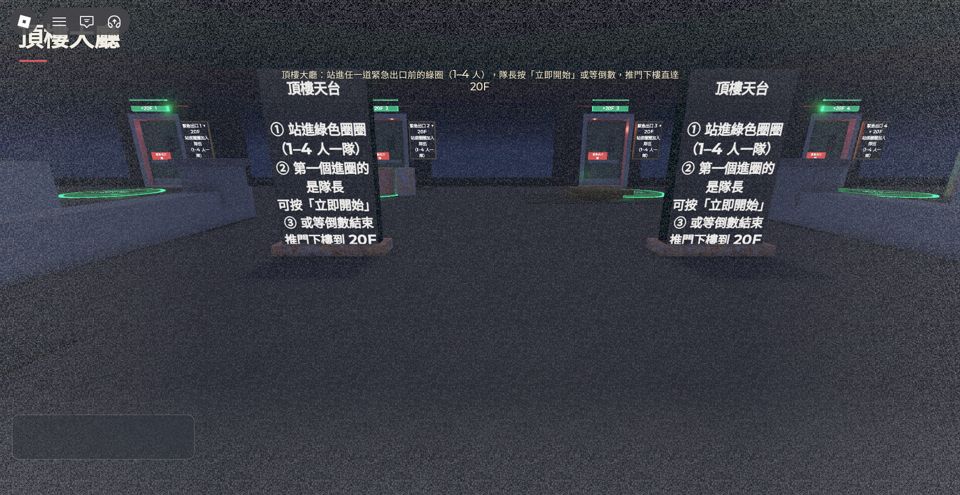 頂樓大廳
頂樓大廳：站進任一道緊急出口前的綠圈（1–4 人），隊長按「立即開始」或等倒數，推門下樓直達
20F
頂樓天台
① 站進綠色圈圈
（1–4 人一隊）
② 第一個進圈的
是隊長
可按「立即開始」
③ 或等倒數結束
推門下樓到 20F
頂樓天台
① 站進綠色圈圈
（1–4 人一隊）
② 第一個進圈的
是隊長
可按「立即開始」
③ 或等倒數結束
推門下樓到 20F